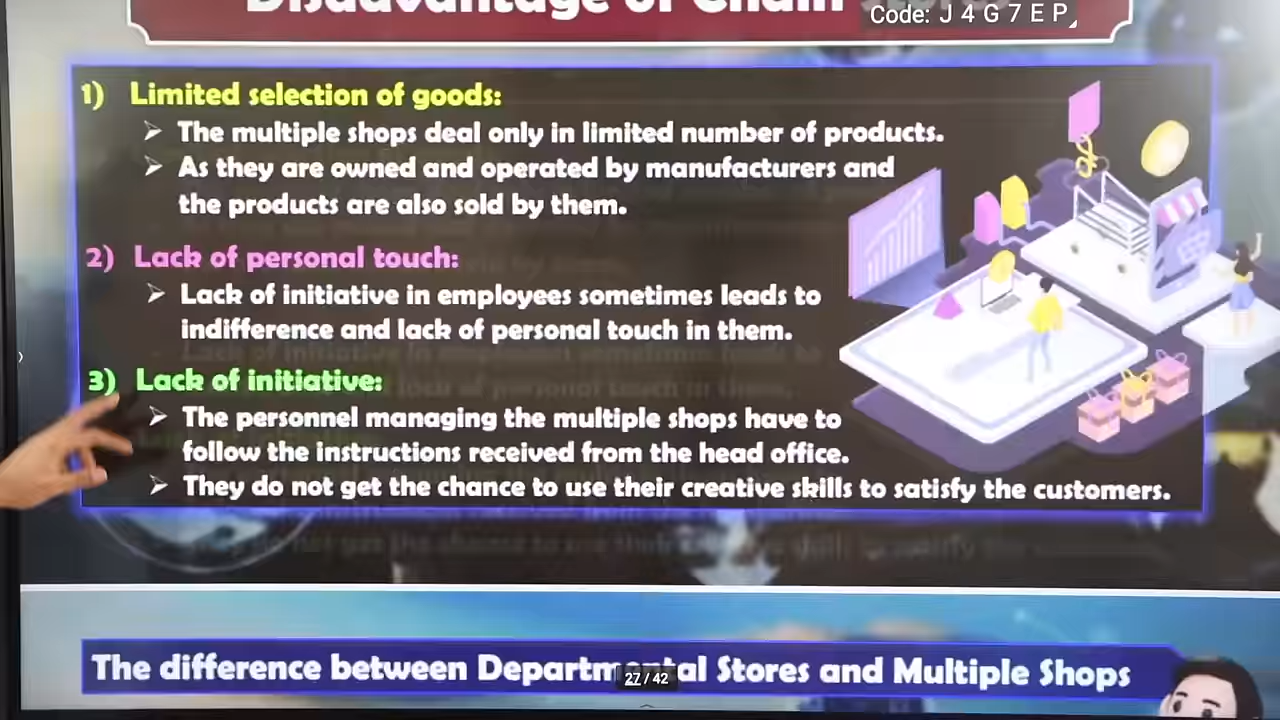 Disadvantage of Chain
Code: J 4 G 7 E P
1) Limited selection of goods:
➢ The multiple shops deal only in limited number of products.
➢ As they are owned and operated by manufacturers and
the products are also sold by them.
2) Lack of personal touch:
➢ Lack of initiative in employees sometimes leads to
indifference and lack of personal touch in them.
3) Lack of initiative:
➢ The personnel managing the multiple shops have to
follow the instructions received from the head office.
➢ They do not get the chance to use their creative skills to satisfy the customers.
The difference between Departmental Stores and Multiple Shops
27 / 42